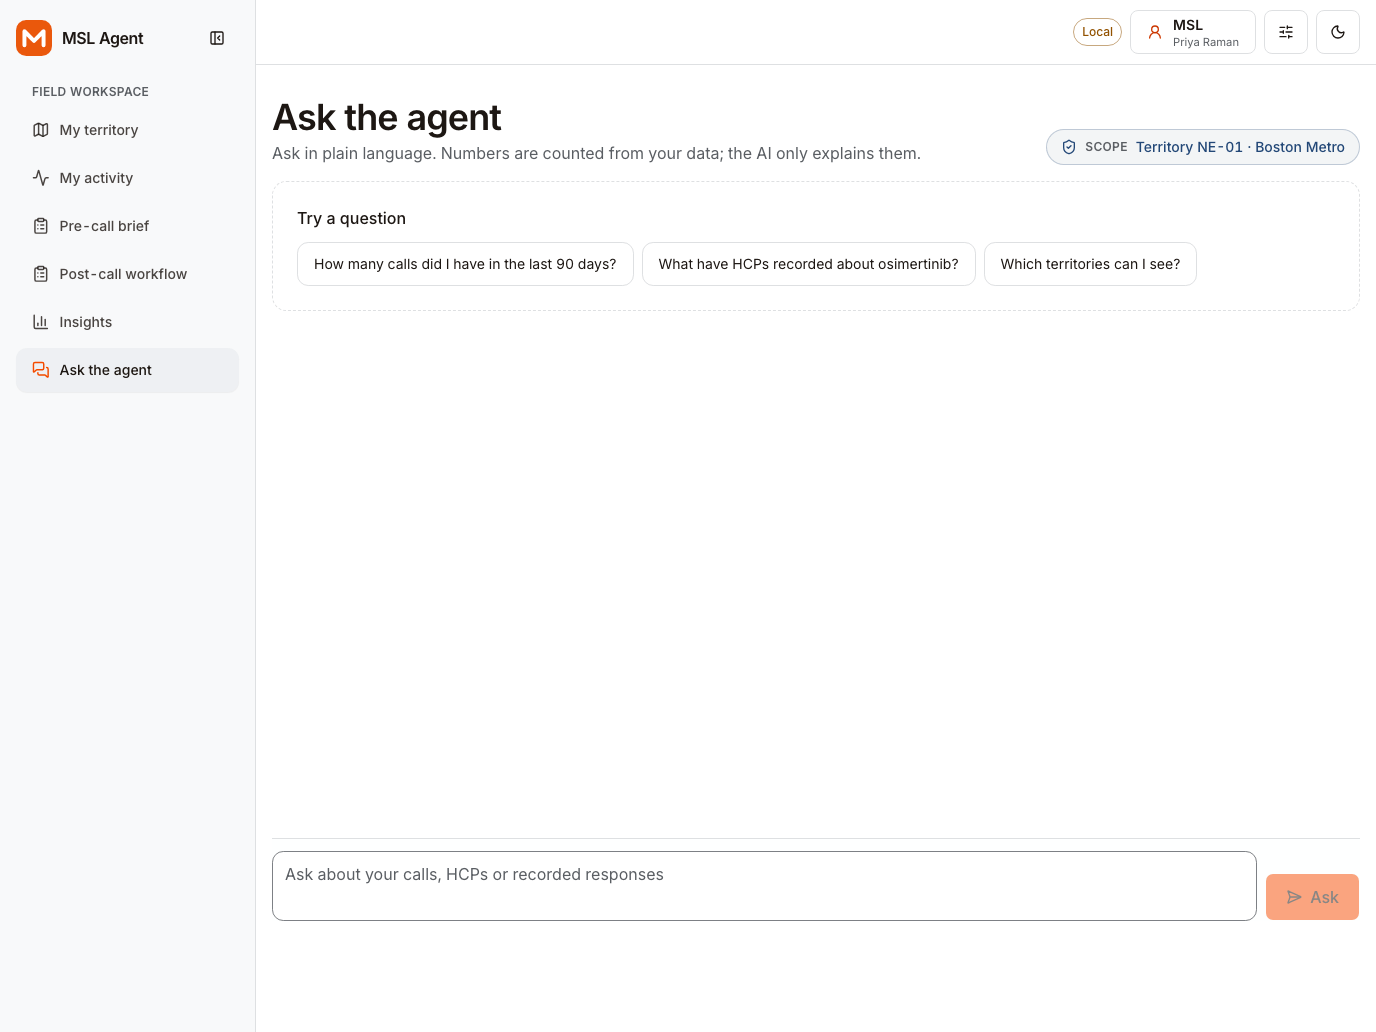 MSL Agent
FIELD WORKSPACE
My territory
My activity
Pre-call brief
Post-call workflow
Insights
Ask the agent
Local
MSL
Priya Raman
Ask the agent
Ask in plain language. Numbers are counted from your data; the AI only explains them.
SCOPE Territory NE-01 · Boston Metro
Try a question
How many calls did I have in the last 90 days?
What have HCPs recorded about osimertinib?
Which territories can I see?
Ask about your calls, HCPs or recorded responses
Ask